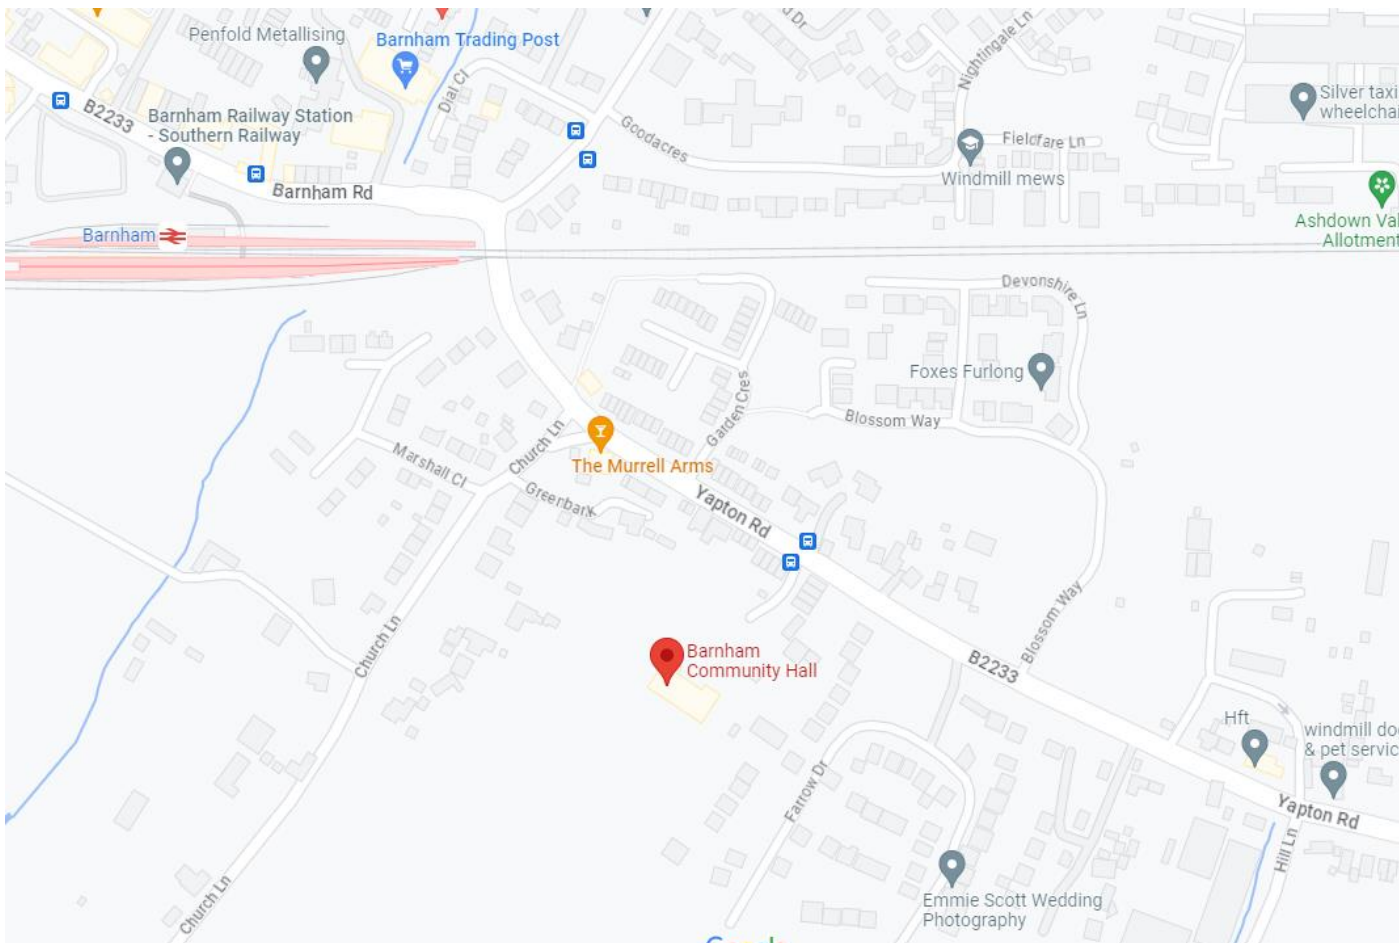 Penfold Metallising
Barnham Trading Post
Nightingale Ln
Silver taxi
wheelchai
B2233
Barnham Railway Station
- Southern Railway
Dial Cl
Goodacres
Fieldfare Ln
Windmill mews
Barnham Rd
Ashdown Val
Allotment
Barnham
Devonshire Ln
Foxes Furlong
Garden Cres
Blossom Way
Church Ln
The Murrell Arms
Marshall Cl
Greenbank
Yapton Rd
Church Ln
Blossom Way
Barnham
Community Hall
B2233
Hft
windmill do
& pet servic
Farrow Dr
Yapton Rd
Hill Ln
Church Ln
Emmie Scott Wedding
Photography